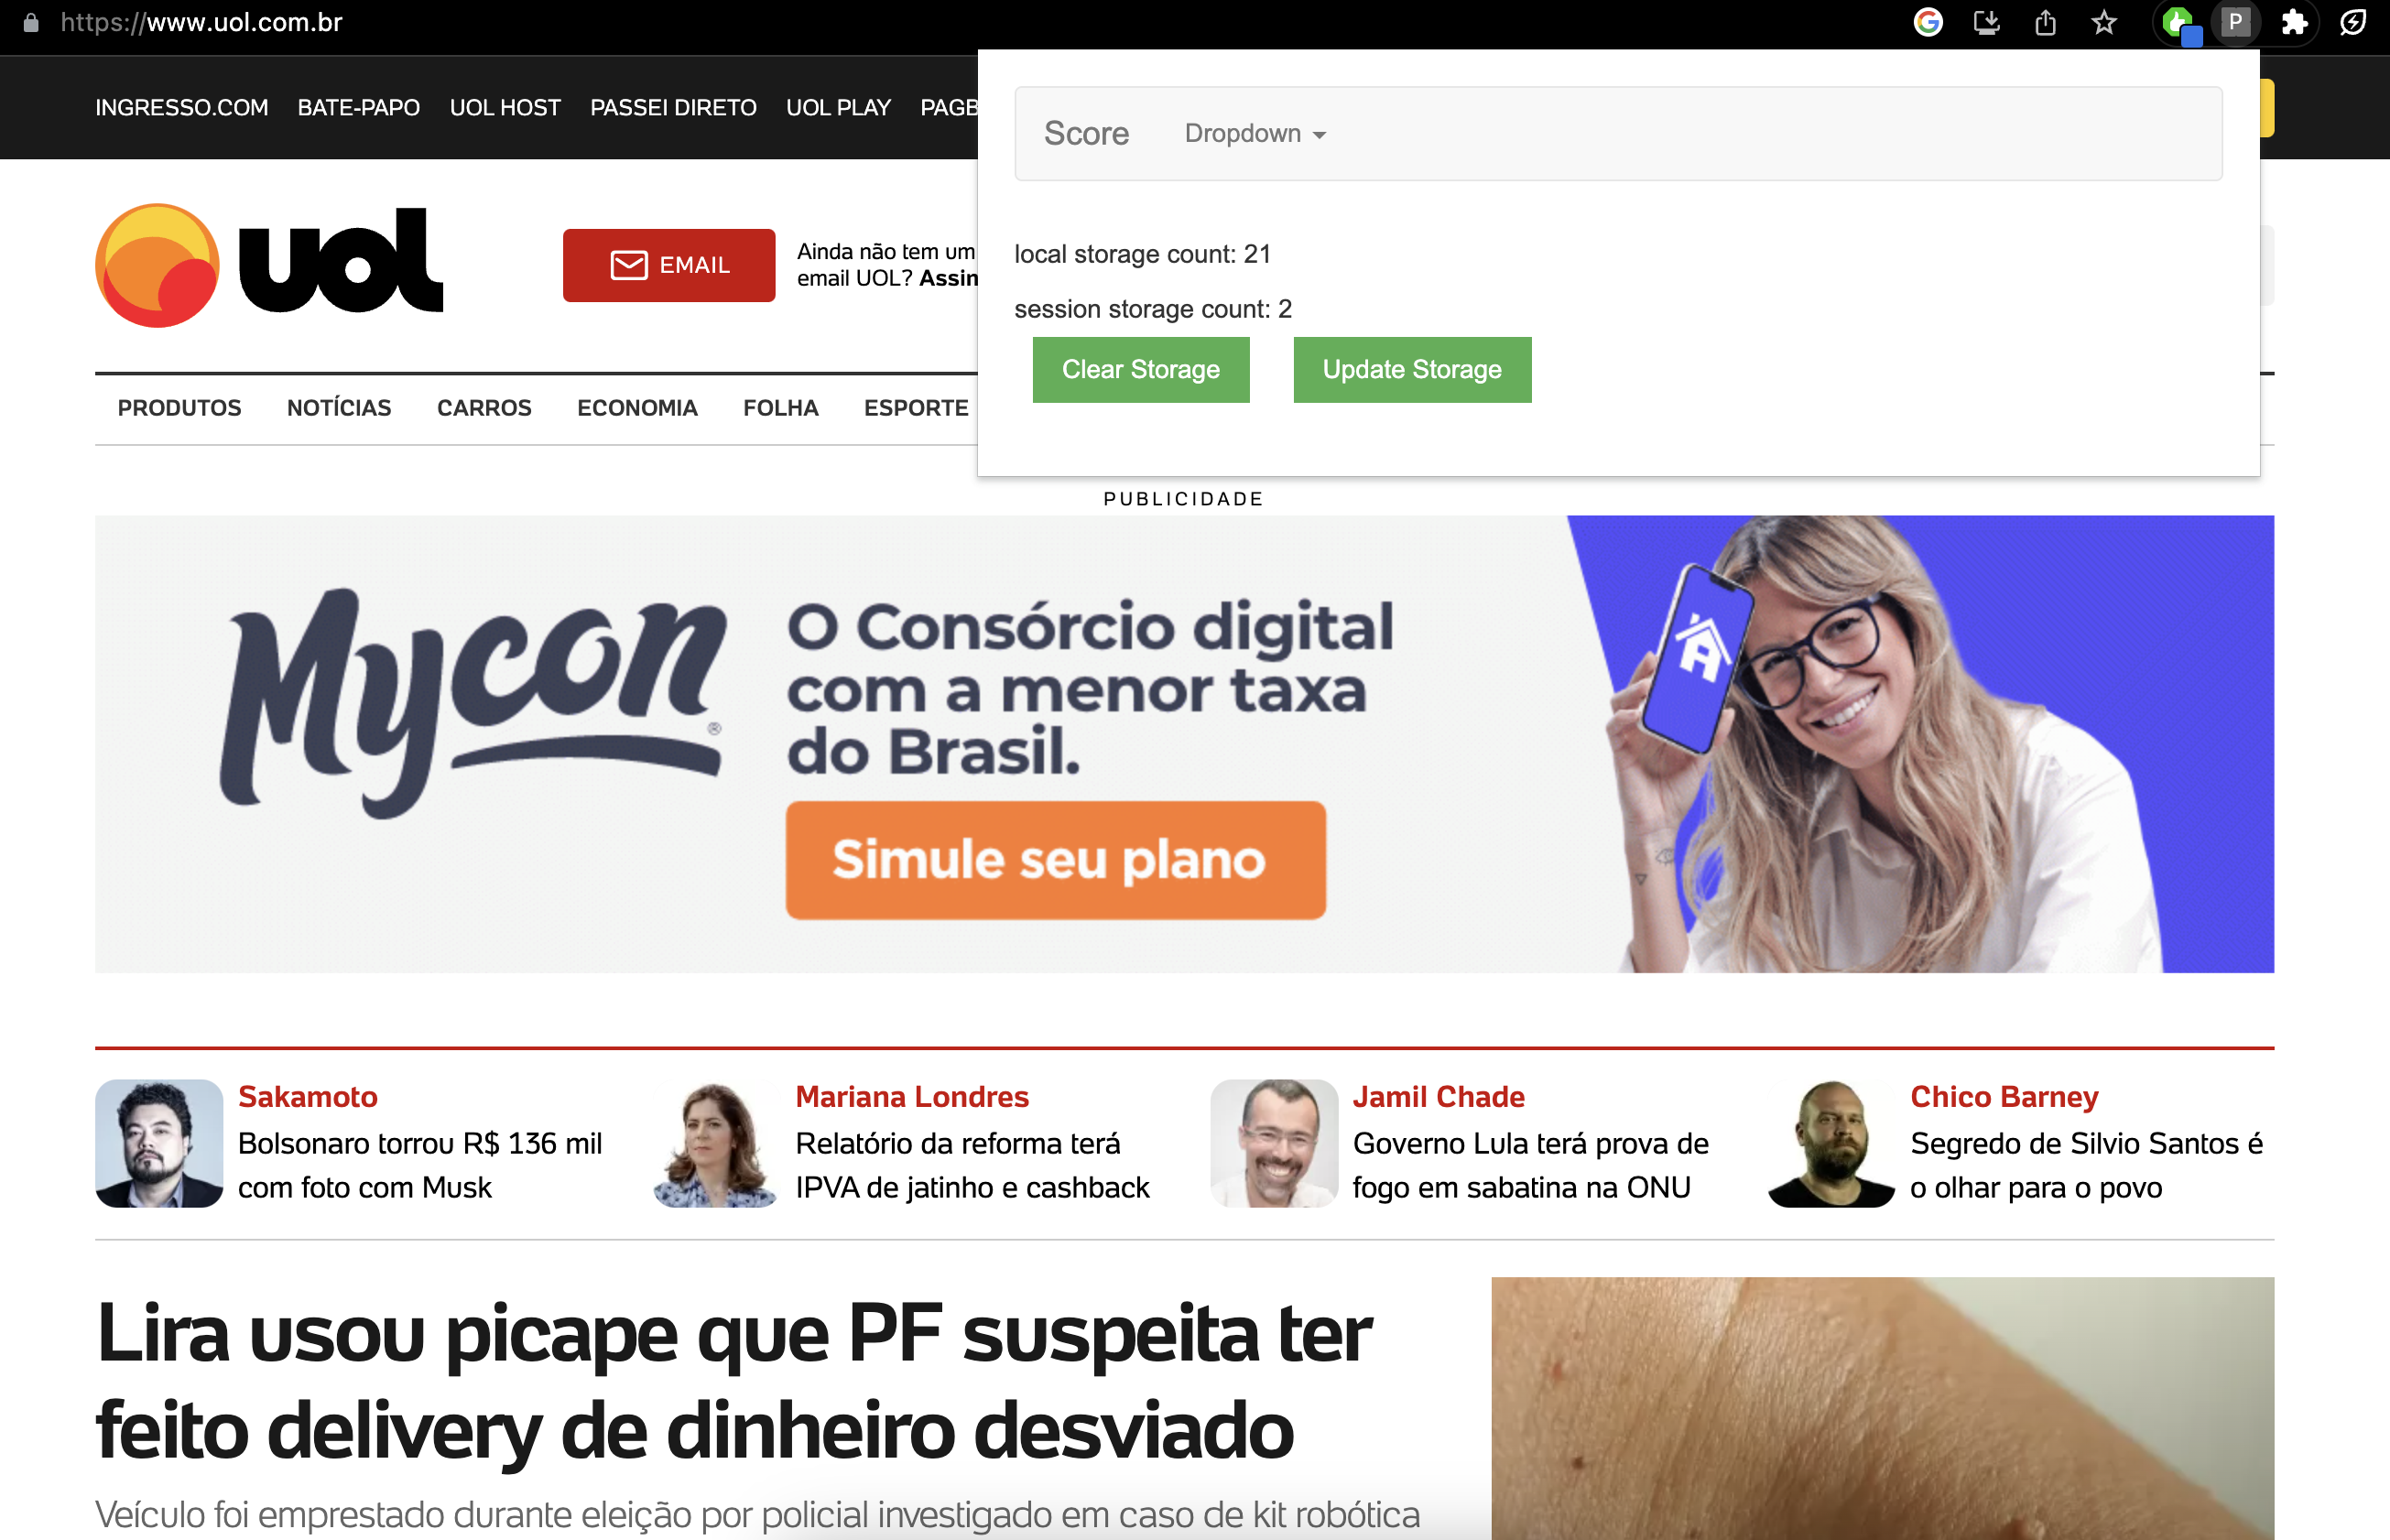 https://www.uol.com.br
P
INGRESSO.COM BATE-PAPO UOL HOST PASSEI DIRETO UOL PLAY PAGB
Score Dropdown
local storage count: 21
session storage count: 2
Clear Storage Update Storage
uol
EMAIL
Ainda não tem um
email UOL? Assin
PRODUTOS NOTÍCIAS CARROS ECONOMIA FOLHA ESPORTE
PUBLICIDADE
Mycon®
O Consórcio digital
com a menor taxa
do Brasil.
Simule seu plano
Sakamoto
Bolsonaro torrou R$ 136 mil
com foto com Musk
Mariana Londres
Relatório da reforma terá
IPVA de jatinho e cashback
Jamil Chade
Governo Lula terá prova de
fogo em sabatina na ONU
Chico Barney
Segredo de Silvio Santos é
o olhar para o povo
Lira usou picape que PF suspeita ter
feito delivery de dinheiro desviado
Veículo foi emprestado durante eleição por policial investigado em caso de kit robótica